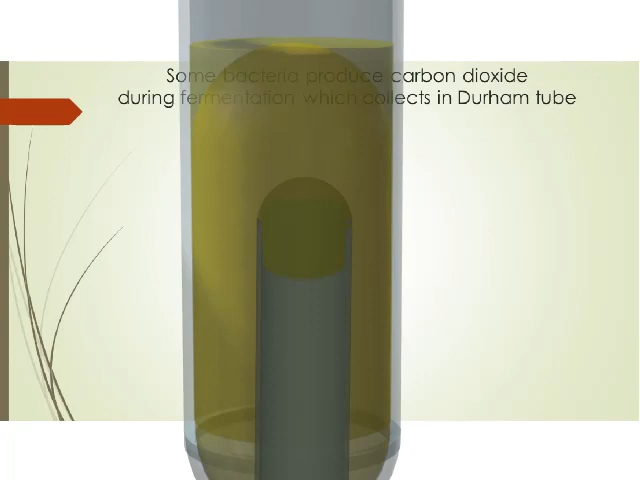 Some bacteria produce carbon dioxide
during fermentation which collects in Durham tube